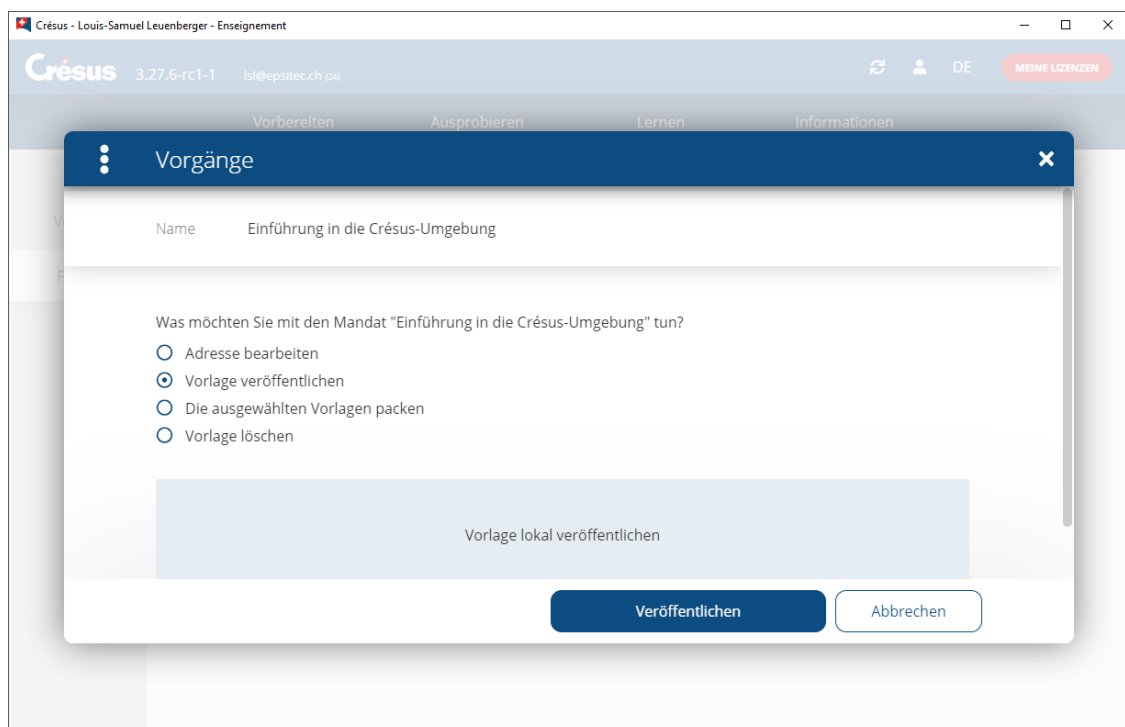 Crésus - Louis-Samuel Leuenberger - Enseignement
Crésus 3.27.6-rc1-1 lsl@epsitec.ch (24) DE MEINE LIZENZEN
Vorbereiten Ausprobieren Lernen Informationen
Vorgänge
Name Einführung in die Crésus-Umgebung
Was möchten Sie mit den Mandat "Einführung in die Crésus-Umgebung" tun?
Adresse bearbeiten
Vorlage veröffentlichen
Die ausgewählten Vorlagen packen
Vorlage löschen
Vorlage lokal veröffentlichen
Veröffentlichen Abbrechen